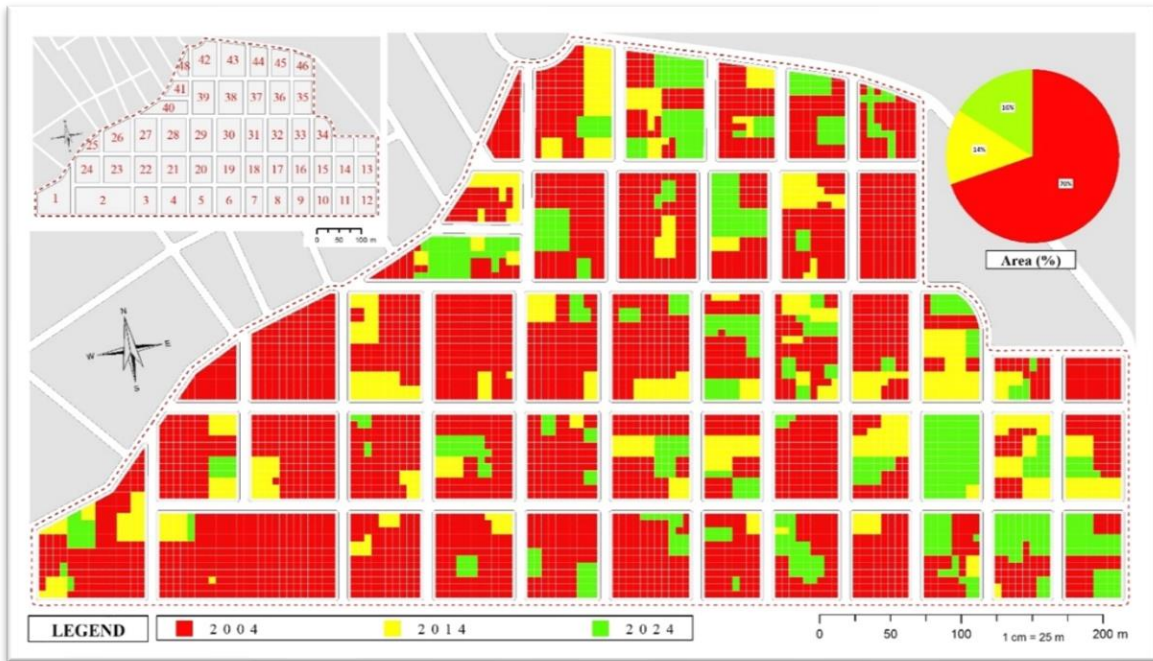 48 42 43 44 45 46
41
40 39 38 37 36 35
25 26 27 28 29 30 31 32 33 34
24 23 22 21 20 19 18 17 16 15 14 13
1 2 3 4 5 6 7 8 9 10 11 12
0 50 100 m
16%
14%
70%
Area (%)
N
W E
S
LEGEND 2004 2014 2024
0 50 100 200 m
1 cm = 25 m